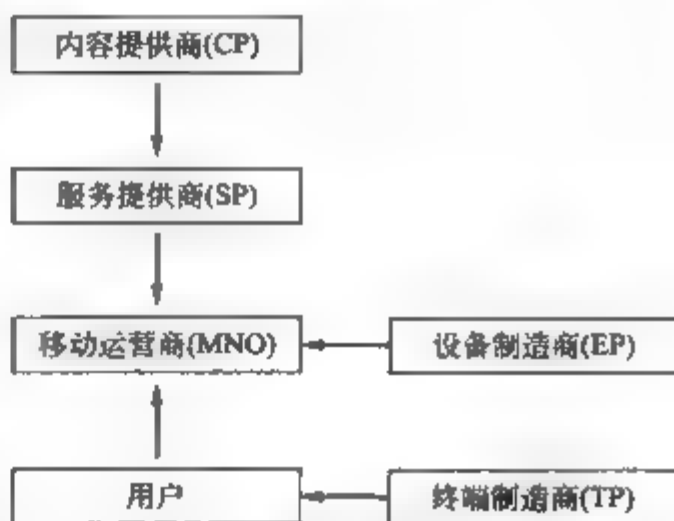 内容提供商(CP)
服务提供商(SP)
移动运营商(MNO)
设备制造商(EP)
用户
终端制造商(TP)